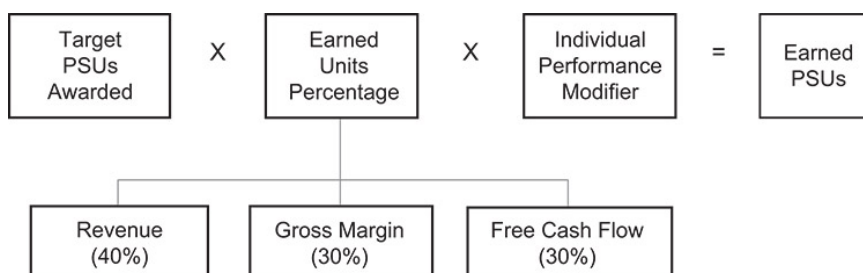 Target
PSUs
Awarded
X
Earned
Units
Percentage
X
Individual
Performance
Modifier
=
Earned
PSUs
Revenue
(40%)
Gross Margin
(30%)
Free Cash Flow
(30%)